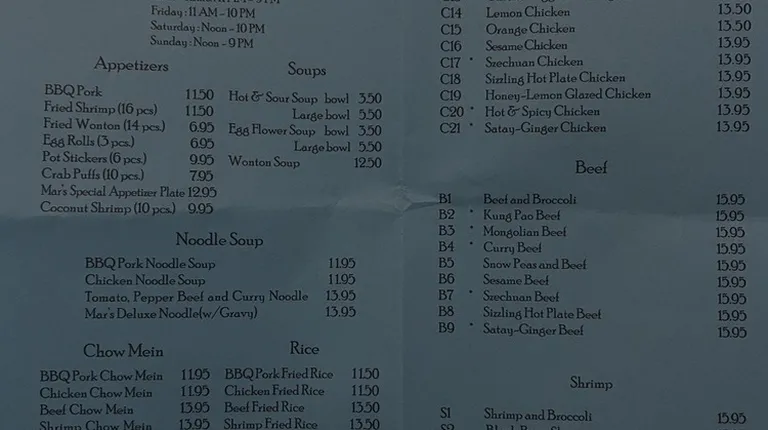 Friday : 11 AM - 10 PM
Saturday : Noon - 10 PM
Sunday : Noon - 9 PM
Appetizers
BBQ Pork 11.50
Fried Shrimp (16 pcs) 11.50
Fried Wonton (14 pcs.) 6.95
Egg Rolls (3 pcs.) 6.95
Pot Stickers (6 pcs.) 9.95
Crab Puffs (10 pcs.) 7.95
Mar's Special Appetizer Plate 12.95
Coconut Shrimp (10 pc.) 9.95
Soups
Hot & Sour Soup bowl 3.50
Large bowl 5.50
Egg Flower Soup bowl 3.50
Large bowl 5.50
Wonton Soup 12.50
Noodle Soup
BBQ Pork Noodle Soup 11.95
Chicken Noodle Soup 11.95
Tomato, Pepper Beef and Curry Noodle 13.95
Mar's Deluxe Noodle(w/Gravy) 13.95
Chow Mein
BBQ Pork Chow Mein 11.95
Chicken Chow Mein 11.95
Beef Chow Mein 13.95
Shrimp Chow Mein 13.95
Rice
BBQ Pork Fried Rice 11.50
Chicken Fried Rice 11.50
Beef Fried Rice 13.50
Shrimp Fried Rice 13.50
C14 Lemon Chicken 13.50
C15 Orange Chicken 13.50
C16 Sesame Chicken 13.95
C17 * Szechuan Chicken 13.95
C18 Sizling Hot Plate Chicken 13.95
C19 Honey-Lemon Glazed Chicken 13.95
C20 * Hot & Spicy Chicken 13.95
C21 * Satay-Ginger Chicken 13.95
Beef
B1 Beef and Broccoli 15.95
B2 * Kung Pao Beef 15.95
B3 * Mongolian Beef 15.95
B4 * Curry Beef 15.95
B5 Snow Peas and Beef 15.95
B6 Sesame Beef 15.95
B7 * Szechuan Beef 15.95
B8 Sizling Hot Plate Beef 15.95
B9 * Satay-Ginger Beef 15.95
Shrimp
S1 Shrimp and Broccoli 15.95